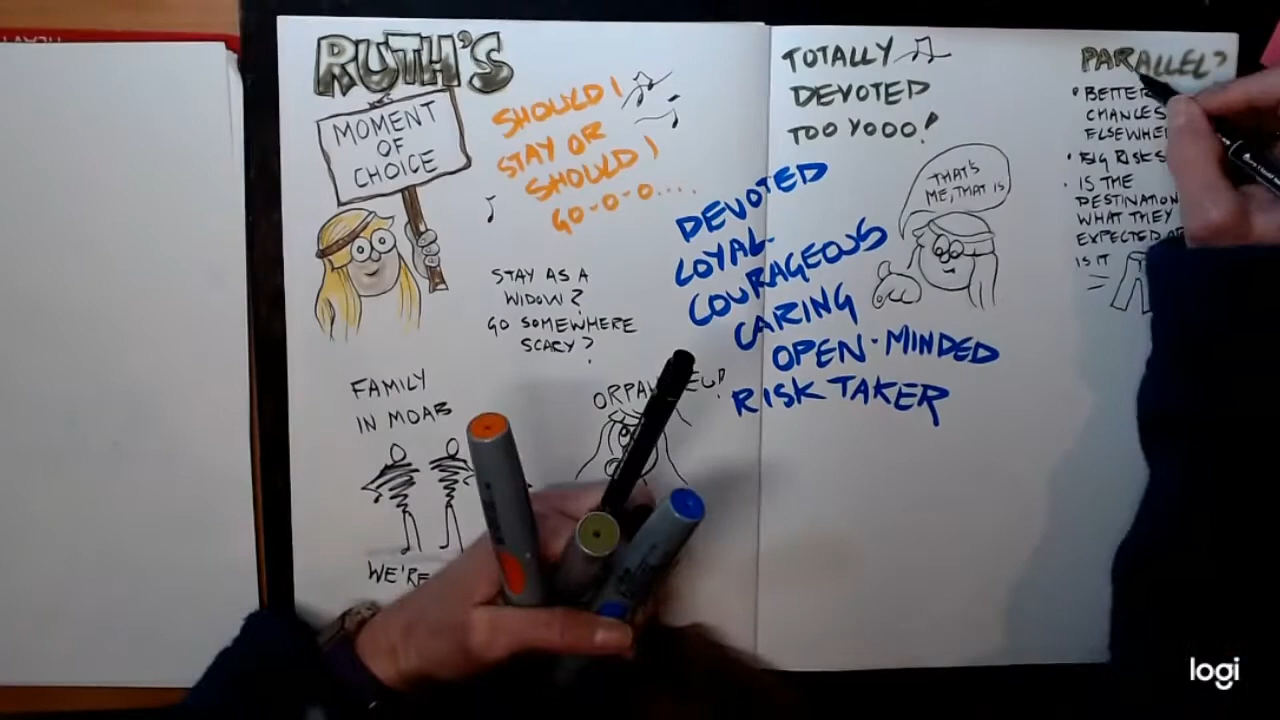 RUTH'S
MOMENT
OF
CHOICE
SHOULD I
STAY OR
SHOULD I
GO-O-O....
STAY AS A
WIDOW?
GO SOMEWHERE
SCARY?
FAMILY
IN MOAB
WE'RE
TOTALLY
DEVOTED
TOO YOOO!
DEVOTED
LOYAL
COURAGEOUS
CARING
OPEN-MINDED
RISK TAKER
THAT'S
ME, THAT IS
PARALLELS
• BETTER
CHANCES
• BIG RISKS
• IS THE
DESTINATION
WHAT THEY
EXPECTED
IS IT
logi